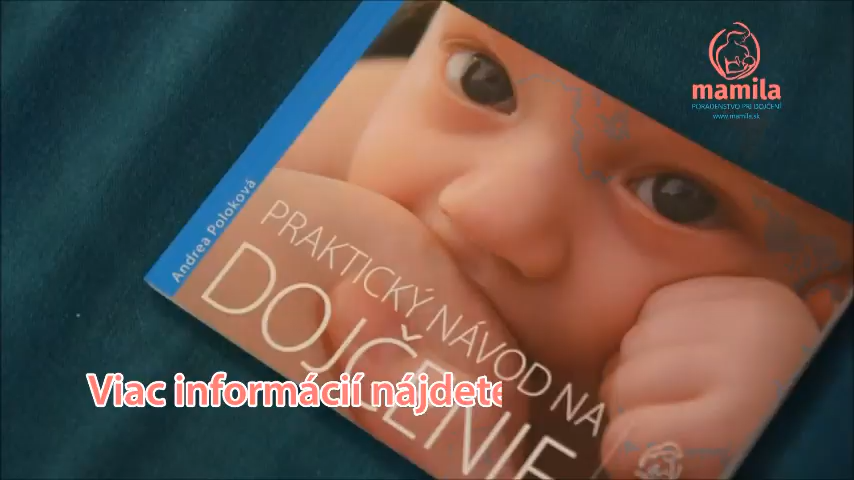 mamila
PORADENSTVO PRI DOJČENÍ
www.mamila.sk
Andrea Poloková
PRAKTICKÝ NÁVOD NA
DOJČENIE
Viac informácií nájdete